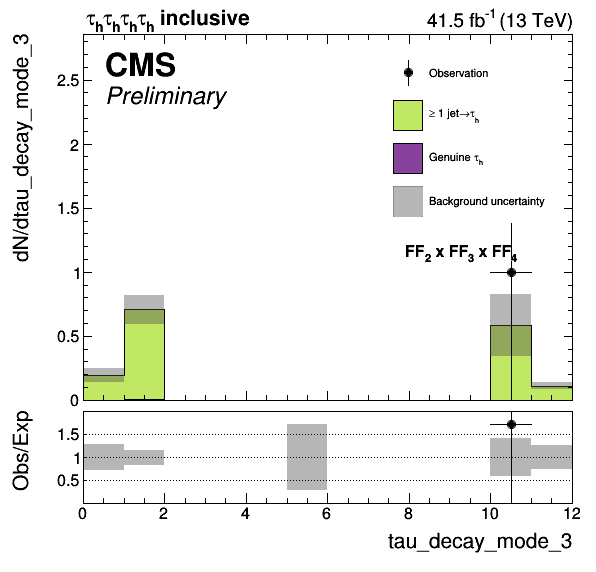 τhτhτhτh inclusive
41.5 fb-1 (13 TeV)
dN/dtau_decay_mode_3
CMS
Preliminary
Observation
≥ 1 jet→τh
Genuine τh
Background uncertainty
FF2 x FF3 x FF4
2.5
2
1.5
1
0.5
0
Obs/Exp
1.5
1
0.5
0 2 4 6 8 10 12
tau_decay_mode_3